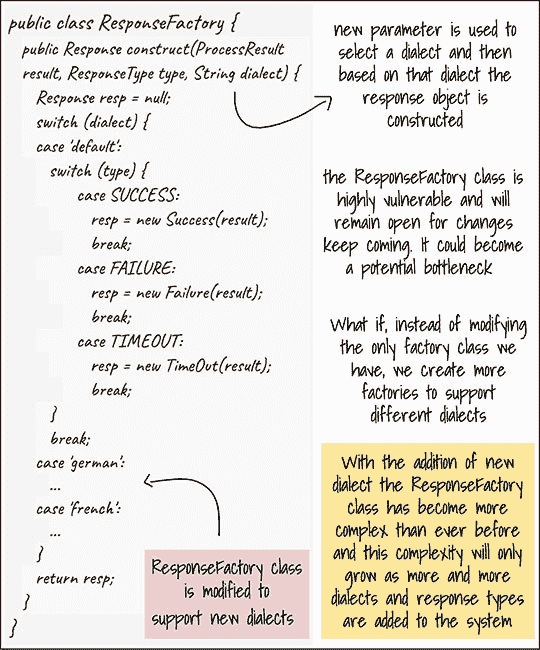 public class ResponseFactory {
public Response construct(ProcessResult
result, ResponseType type, String dialect) {
Response resp = null;
switch (dialect) {
case 'default':
switch (type) {
case SUCCESS:
resp = new Success(result);
break;
case FAILURE:
resp = new Failure(result);
break;
case TIMEOUT:
resp = new TimeOut(result);
break;
}
break;
case 'german':
...
case 'french':
...
}
return resp;
}
}
new parameter is used to
select a dialect and then
based on that dialect the
response object is
constructed
the ResponseFactory class is
highly vulnerable and will
remain open for changes
keep coming. It could become
a potential bottleneck
What if, instead of modifying
the only factory class we
have, we create more
factories to support
different dialects
ResponseFactory class
is modified to
support new dialects
With the addition of new
dialect the ResponseFactory
class has become more
complex than ever before
and this complexity will only
grow as more and more
dialects and response types
are added to the system